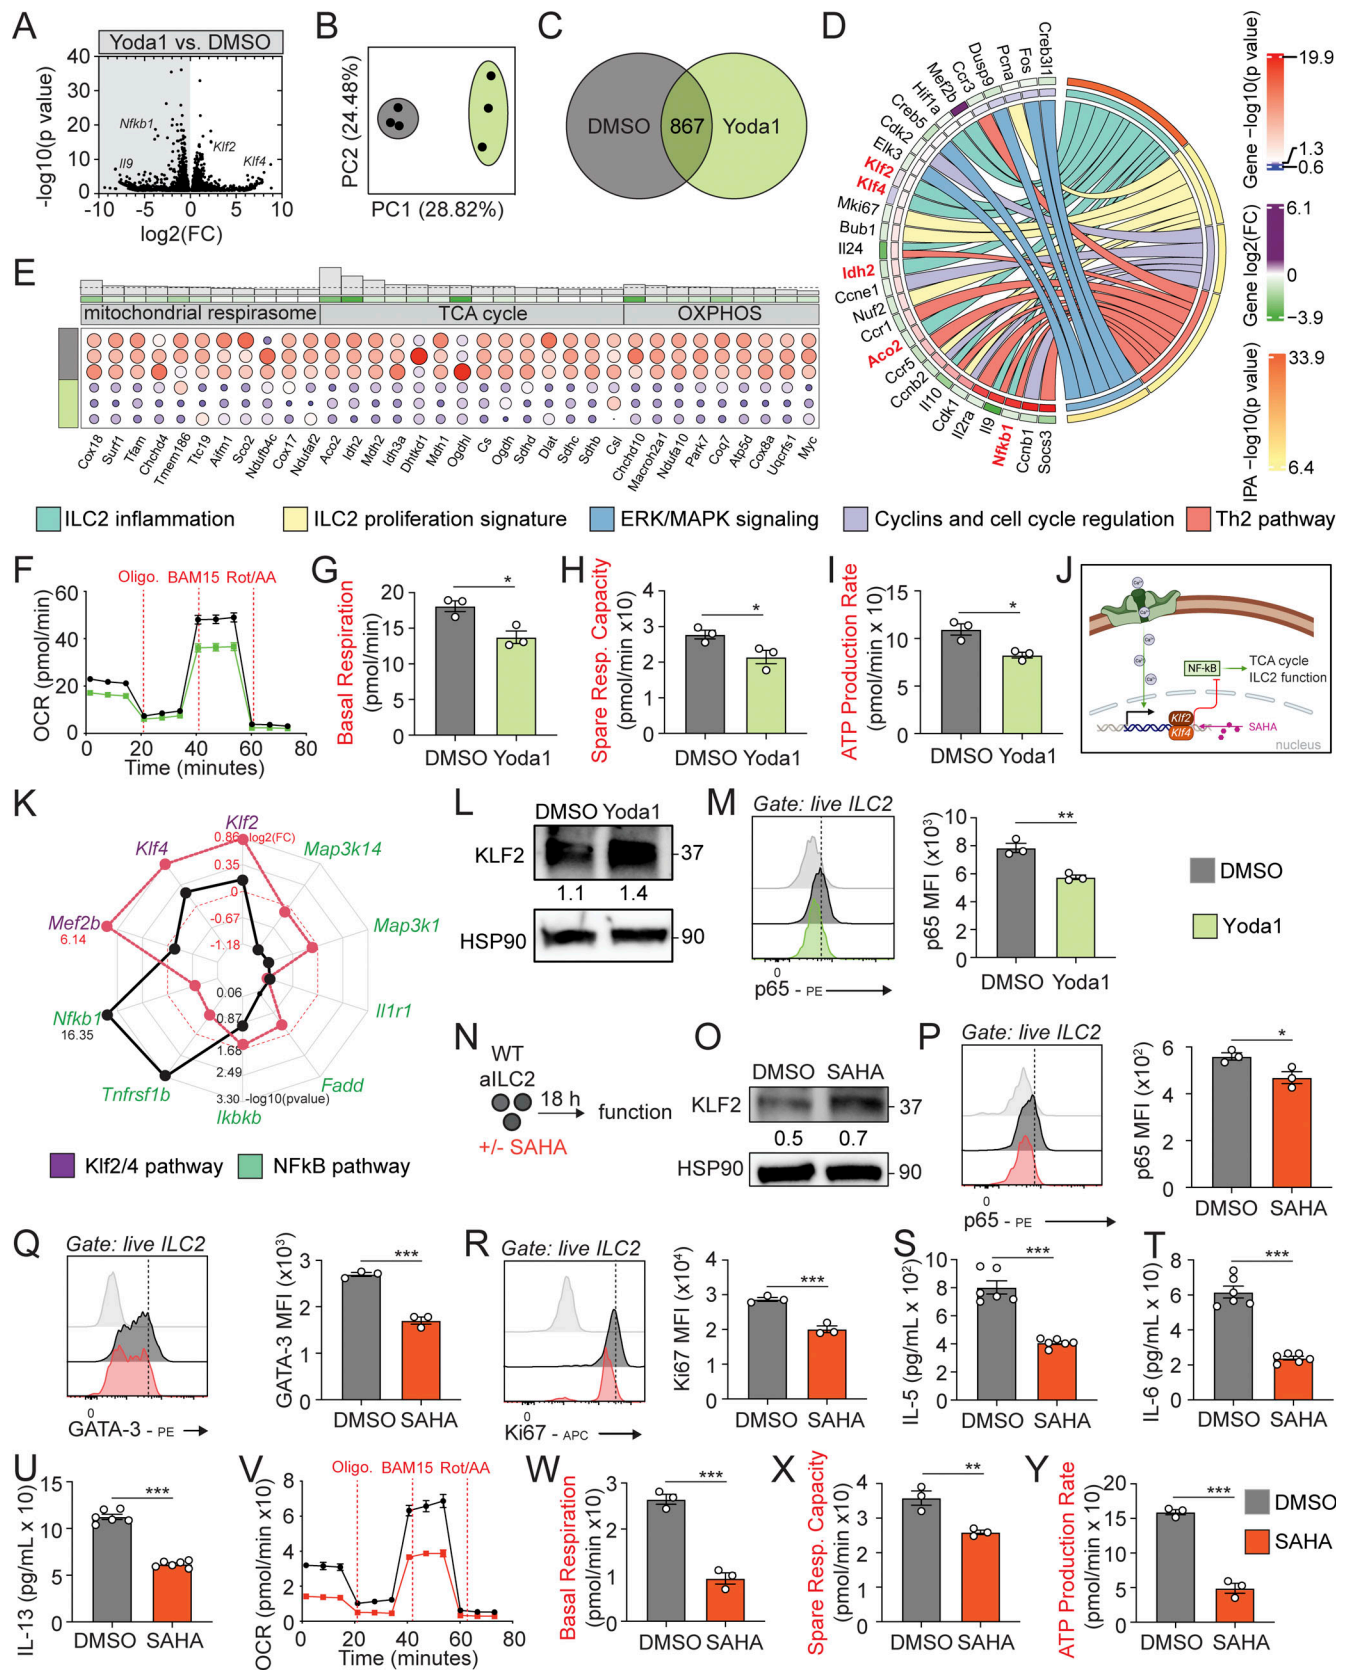 A
Yoda1 vs. DMSO
-log10(p value)
40
30
20
10
0
Nfkb1
Il9
Klf2
Klf4
-10
-5
0
5
10
log2(FC)
B
PC2 (24.48%)
PC1 (28.82%)
C
DMSO
867
Yoda1
D
Creb3l1
Fos
Pcna
Dusp9
Ccr3
Mef2b
Hif1a
Creb5
Cdk2
Elk3
Klf2
Klf4
Mki67
Bub1
Il24
Idh2
Ccne1
Nuf2
Ccr1
Aco2
Ccr5
Ccnb2
Il10
Cdk1
Il2ra
Il9
Nfkb1
Ccnb1
Socs3
Gene -log10(p value)
19.9
1.3
0.6
Gene log2(FC)
6.1
0
-3.9
IPA -log10(p value)
33.9
6.4
E
mitochondrial respirasome
TCA cycle
OXPHOS
Cox18
Surf1
Tfam
Chchd4
Tmem186
Ttc19
Aifm1
Sco2
Ndufb4c
Cox17
Ndufaf2
Aco2
Idh2
Mdh2
Idh3a
Dhtkd1
Mdh1
Ogdhl
Cs
Ogdh
Sdhd
Dlat
Sdhc
Sdhb
Csl
Chchd10
Macroh2a1
Ndufa10
Park7
Coq7
Atp5d
Cox8a
Uqcrfs1
Myc
ILC2 inflammation
ILC2 proliferation signature
ERK/MAPK signaling
Cyclins and cell cycle regulation
Th2 pathway
F
Oligo.
BAM15
Rot/AA
OCR (pmol/min)
60
40
20
0
0
20
40
60
80
Time (minutes)
G
Basal Respiration
(pmol/min)
20
15
10
5
0
*
DMSO
Yoda1
H
Spare Resp. Capacity
(pmol/min x10)
4
3
2
1
0
*
DMSO
Yoda1
I
ATP Production Rate
(pmol/min x 10)
15
10
5
0
*
DMSO
Yoda1
J
Ca²⁺
Ca²⁺
Ca²⁺
Ca²⁺
Ca²⁺
NF-kB
TCA cycle
ILC2 function
Klf2
Klf4
SAHA
nucleus
K
Klf2
0.86
log2(FC)
Klf4
Map3k14
0.35
0
Mef2b
6.14
-0.67
Map3k1
-1.18
0.06
Il1r1
Nfkb1
16.35
0.87
1.68
2.49
Fadd
Tnfrsf1b
3.30
-log10(pvalue)
Ikbkb
Klf2/4 pathway
NFkB pathway
L
DMSO Yoda1
KLF2
37
1.1
1.4
HSP90
90
M
Gate: live ILC2
0
p65 - PE
p65 MFI (x10³)
10
8
6
4
2
0
**
DMSO
Yoda1
DMSO
Yoda1
N
WT
aILC2
18 h
function
+/- SAHA
O
DMSO
SAHA
KLF2
37
0.5
0.7
HSP90
90
P
Gate: live ILC2
0
p65 - PE
p65 MFI (x10²)
6
4
2
0
*
DMSO
SAHA
Q
Gate: live ILC2
0
GATA-3 - PE
GATA-3 MFI (x10³)
3
2
1
0
***
DMSO
SAHA
R
Gate: live ILC2
0
Ki67 - APC
Ki67 MFI (x10⁴)
4
3
2
1
0
***
DMSO
SAHA
S
IL-5 (pg/mL x 10²)
10
8
6
4
2
0
***
DMSO
SAHA
T
IL-6 (pg/mL x 10)
8
6
4
2
0
***
DMSO
SAHA
U
IL-13 (pg/mL x 10)
15
10
5
0
***
DMSO
SAHA
V
Oligo.
BAM15
Rot/AA
OCR (pmol/min x10)
8
6
4
2
0
0
20
40
60
80
Time (minutes)
W
Basal Respiration
(pmol/min x10)
3
2
1
0
***
DMSO
SAHA
X
Spare Resp. Capacity
(pmol/min x10)
4
3
2
1
0
**
DMSO
SAHA
Y
ATP Production Rate
(pmol/min x10)
20
15
10
5
0
***
DMSO
SAHA
DMSO
SAHA